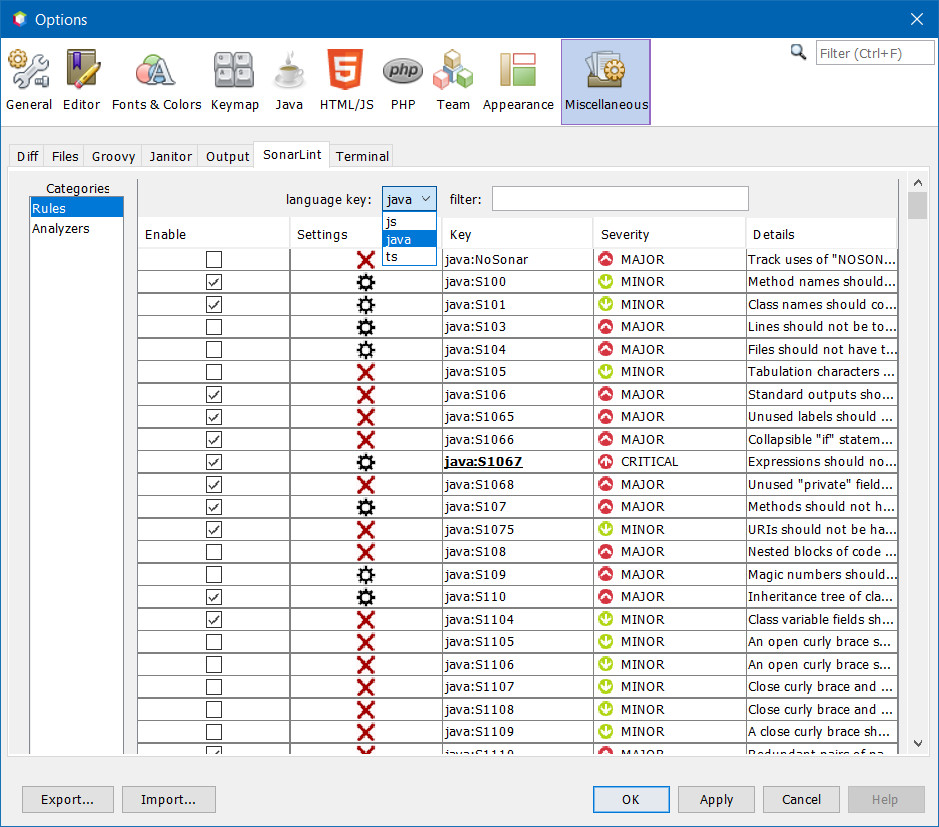 Options
Filter (Ctrl+F)
General Editor Fonts & Colors Keymap Java HTML/JS PHP Team Appearance Miscellaneous
Diff Files Groovy Janitor Output SonarLint Terminal
Categories
Rules
Analyzers
language key: java filter:
js
java
ts
Enable Settings Key Severity Details
java:NoSonar MAJOR Track uses of "NOSON...
java:S100 MINOR Method names should...
java:S101 MINOR Class names should co...
java:S103 MAJOR Lines should not be to...
java:S104 MAJOR Files should not have t...
java:S105 MINOR Tabulation characters ...
java:S106 MAJOR Standard outputs sho...
java:S1065 MAJOR Unused labels should ...
java:S1066 MAJOR Collapsible "if" statem...
java:S1067 CRITICAL Expressions should no...
java:S1068 MAJOR Unused "private" field...
java:S107 MAJOR Methods should not h...
java:S1075 MINOR URIs should not be ha...
java:S108 MAJOR Nested blocks of code ...
java:S109 MAJOR Magic numbers should...
java:S110 MAJOR Inheritance tree of cla...
java:S1104 MINOR Class variable fields sh...
java:S1105 MINOR An open curly brace s...
java:S1106 MINOR An open curly brace s...
java:S1107 MINOR Close curly brace and ...
java:S1108 MINOR Close curly brace and ...
java:S1109 MINOR A close curly brace sh...
java:S1110 MAJOR Redundant pairs of pa...
Export... Import... OK Apply Cancel Help